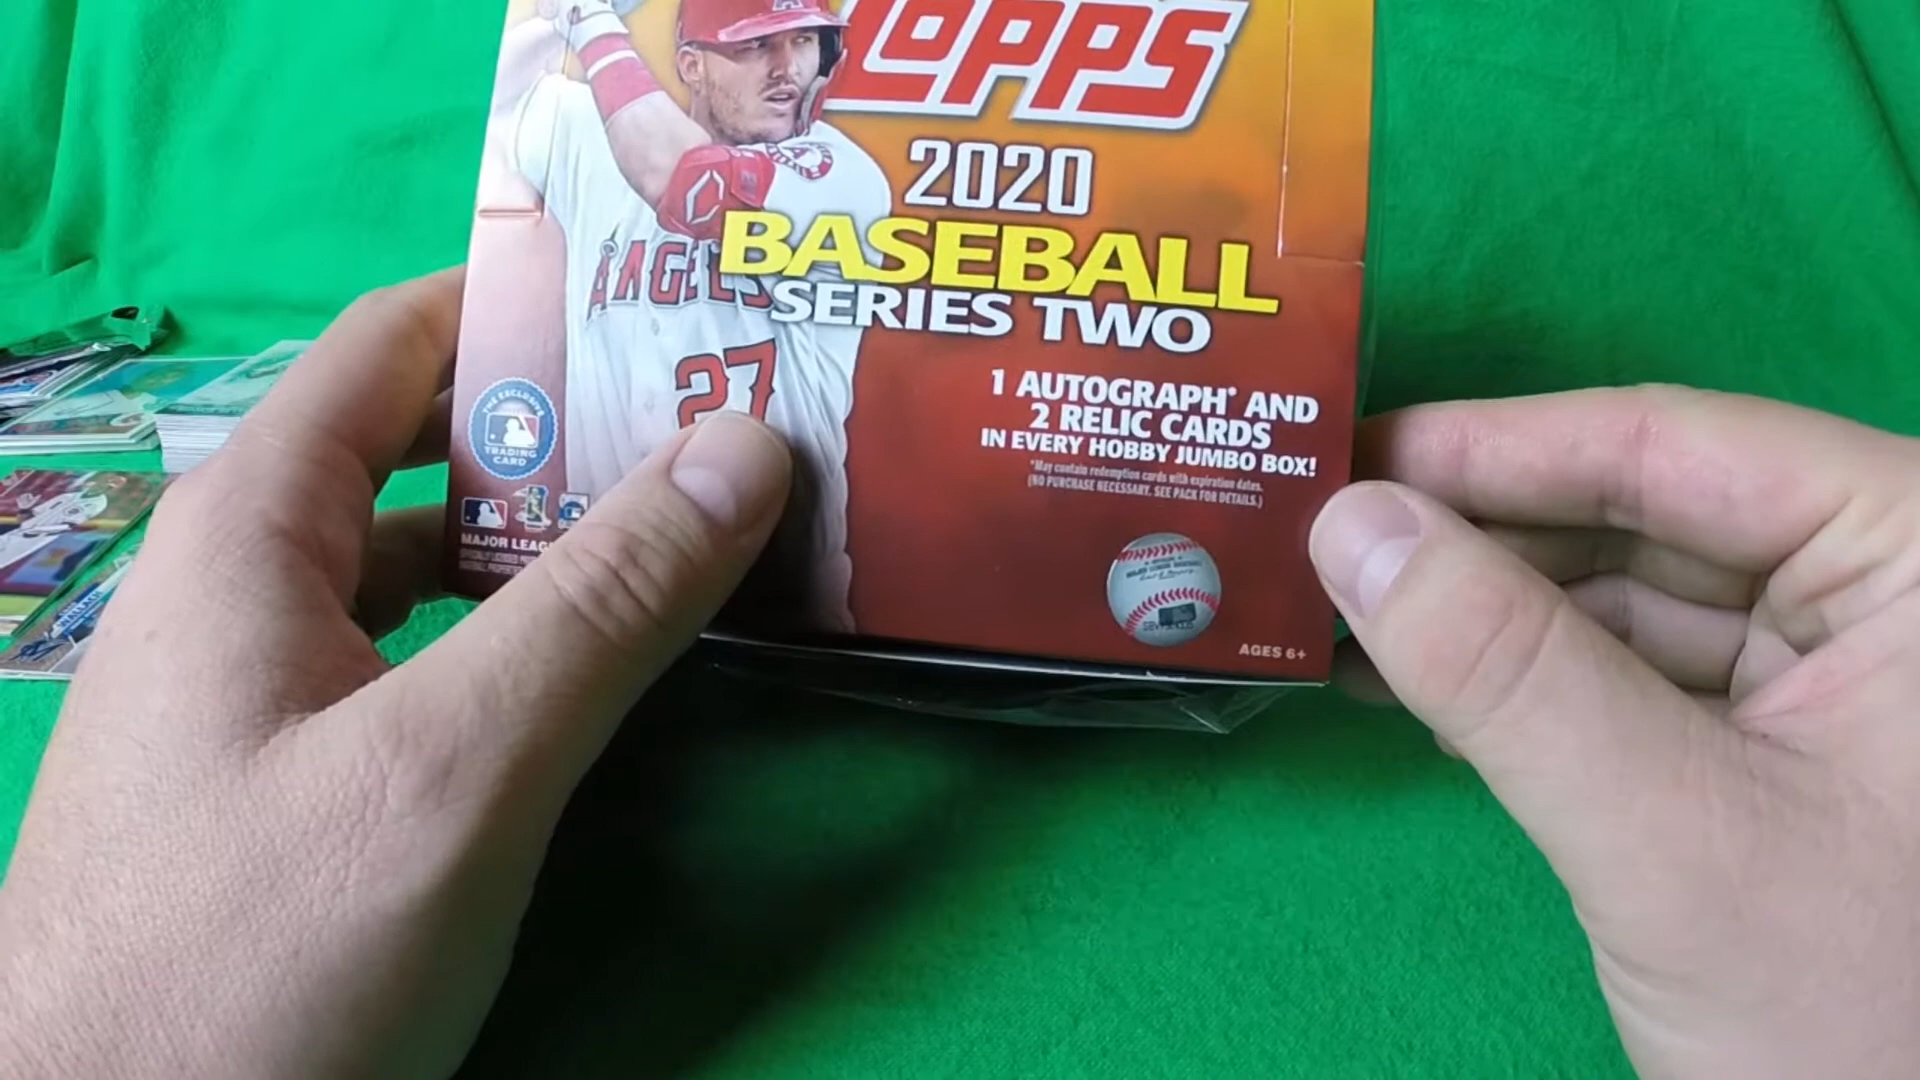 TOPPS
2020
BASEBALL
SERIES TWO
ANGELS
27
1 AUTOGRAPH* AND
2 RELIC CARDS
IN EVERY HOBBY JUMBO BOX!
*May contain redemption cards with expiration dates.
(NO PURCHASE NECESSARY. SEE PACK FOR DETAILS.)
THE EXCLUSIVE
TRADING
CARD
MAJOR LEAG
AGES 6+